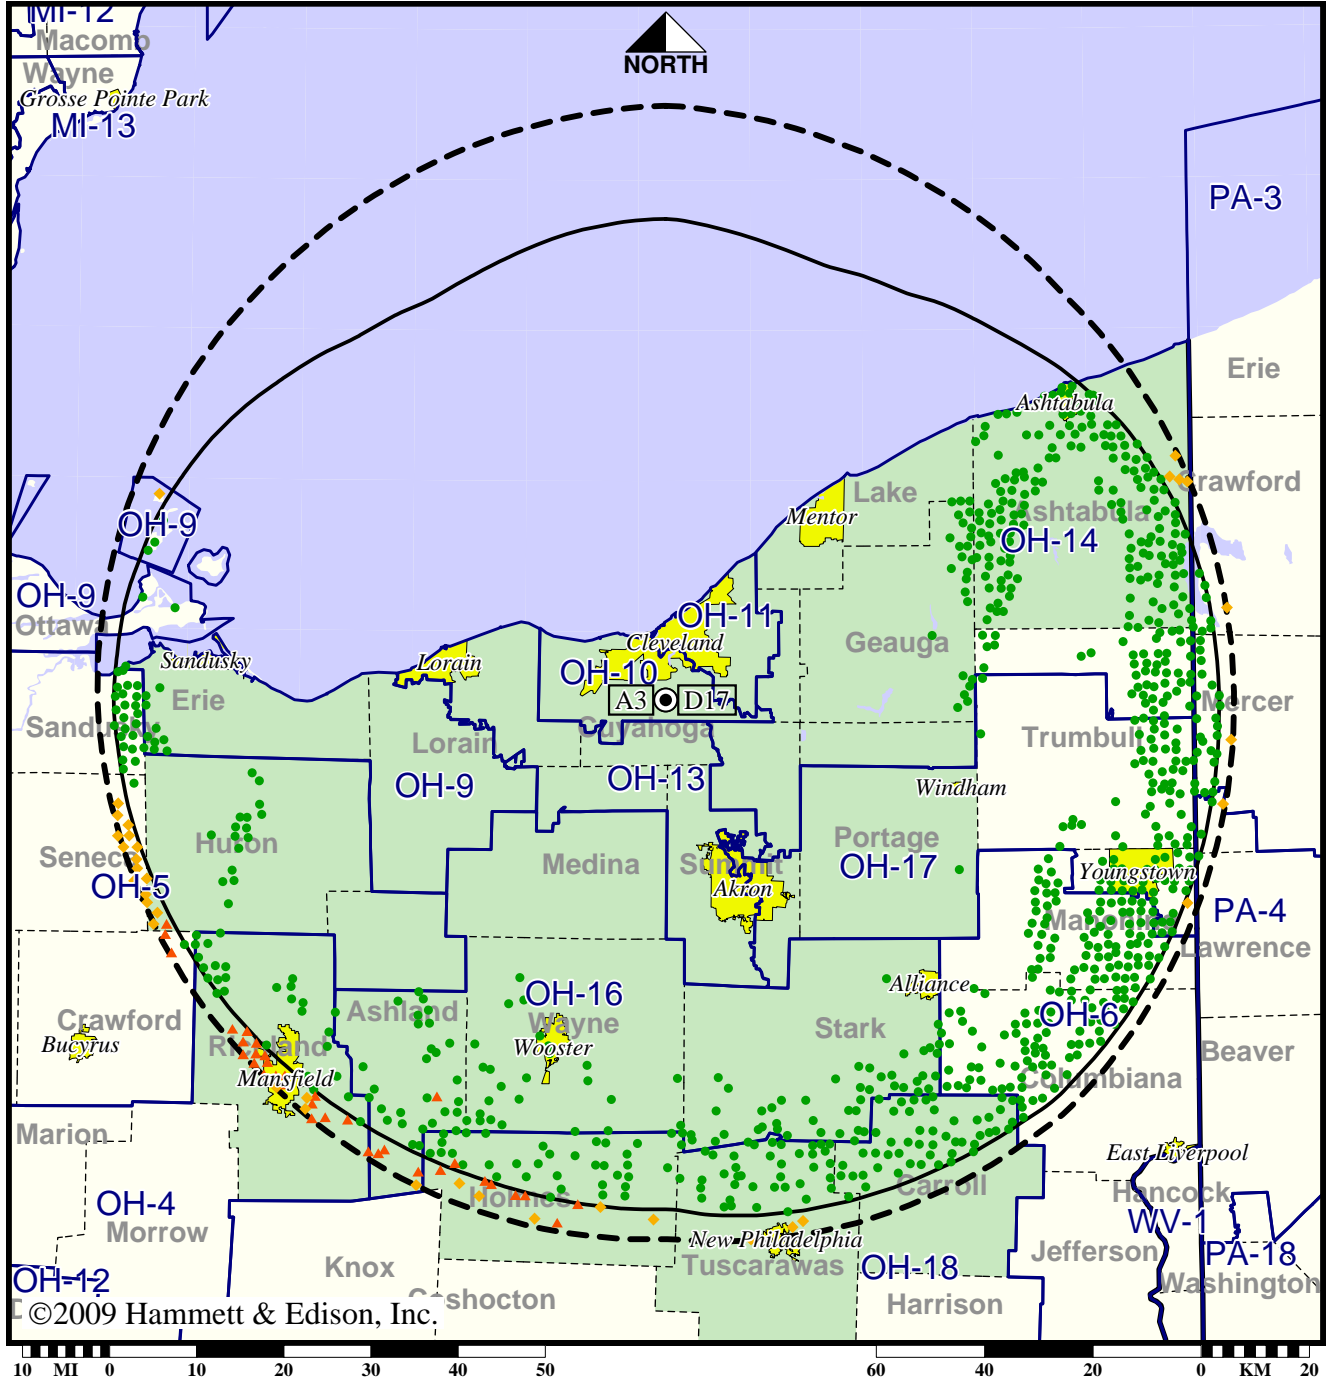 MI-12
Macomb
Wayne
Grosse Pointe Park
MI-13
NORTH
PA-3
Erie
Ashtabula
Crawford
Lake
Mentor
Ashtabula
OH-14
OH-9
OH-9
Ottawa
OH-11
Cleveland
Geauga
Sandusky
Lorain
OH-10
A3
D17
Erie
Mercer
Sandusky
Lorain
Cuyahoga
Trumbull
OH-9
OH-13
Windham
Huron
Seneca
Medina
Summit
Portage
OH-17
Youngstown
OH-5
Akron
Mahoning
PA-4
Lawrence
Alliance
OH-16
Wayne
Ashland
Stark
OH-6
Crawford
Bucyrus
Richland
Wooster
Beaver
Mansfield
Columbiana
Marion
East Liverpool
Holmes
Carroll
Hancock
OH-4
Morrow
WV-1
New Philadelphia
Jefferson
PA-18
Knox
Tuscarawas
OH-18
Washington
OH-12
D
Coshocton
Harrison
©2009 Hammett & Edison, Inc.
10 MI 0 10 20 30 40 50 60 40 20 0 KM 20